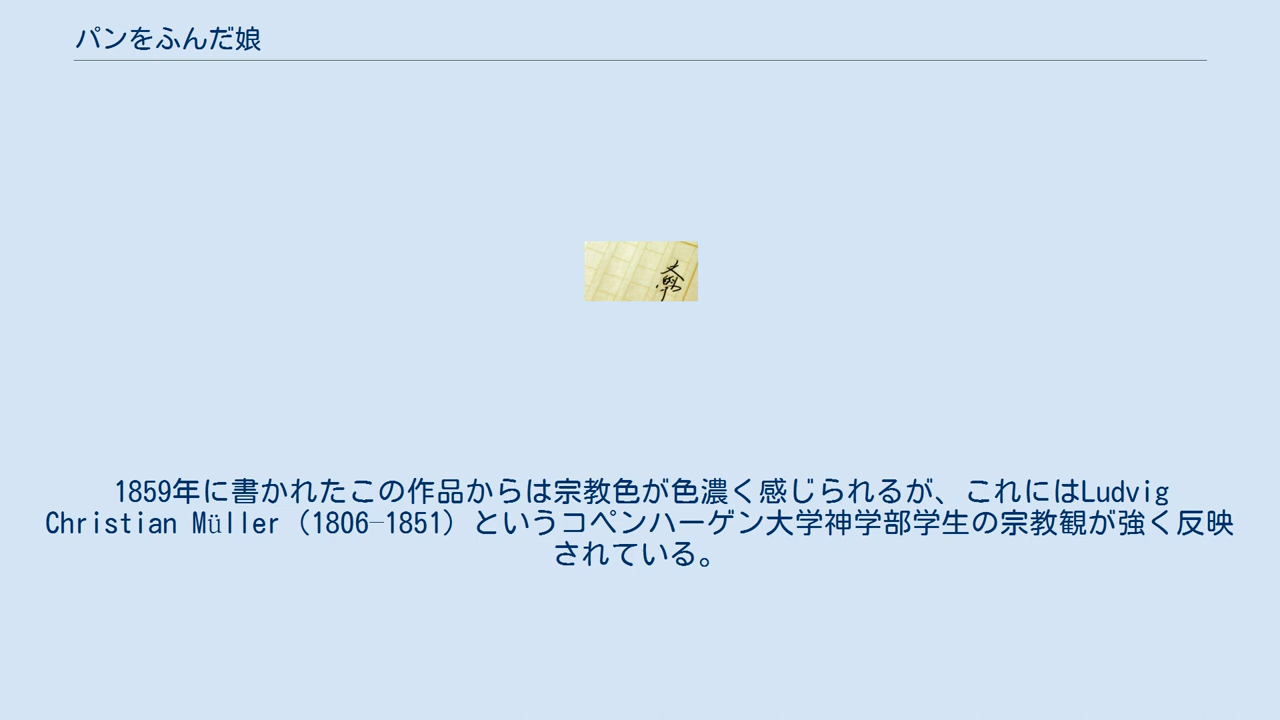 パンをふんだ娘
1859年に書かれたこの作品からは宗教色が色濃く感じられるが、これにはLudvig
Christian Müller（1806–1851）というコペンハーゲン大学神学部学生の宗教観が強く反映
されている。